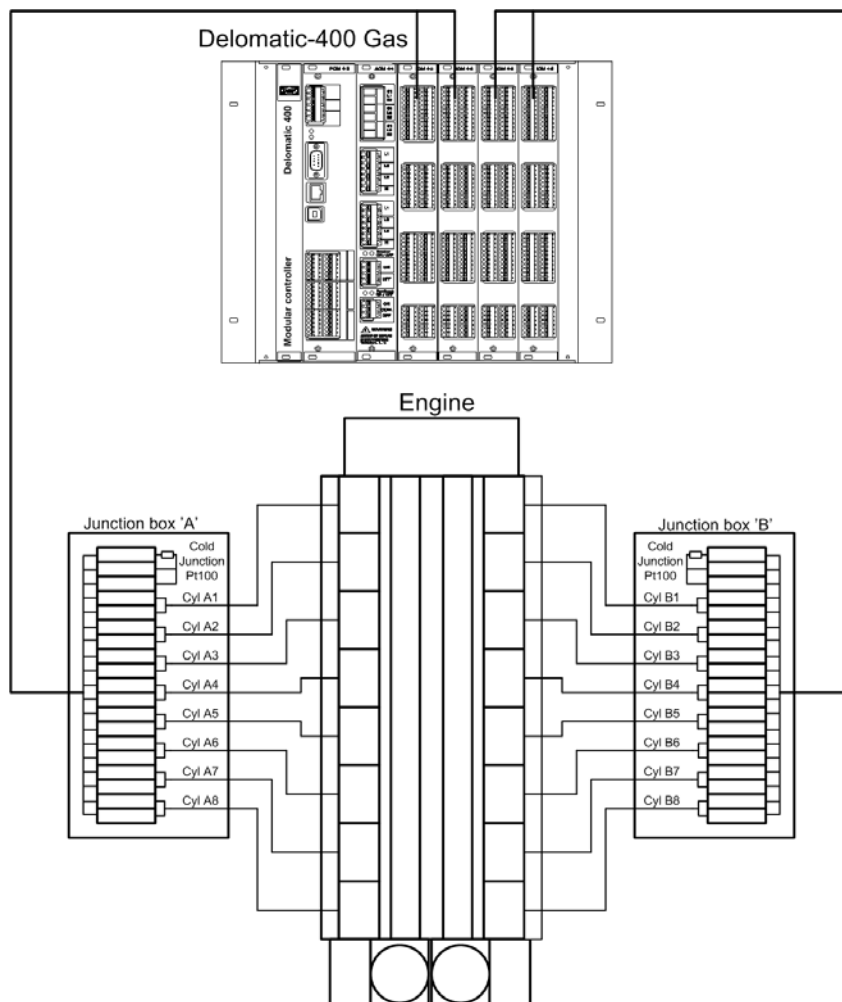 Delomatic-400 Gas
Delomatic 400
Modular controller
WARNING
Engine
Junction box 'A'
Cold
Junction
Pt100
Cyl A1
Cyl A2
Cyl A3
Cyl A4
Cyl A5
Cyl A6
Cyl A7
Cyl A8
Junction box 'B'
Cold
Junction
Pt100
Cyl B1
Cyl B2
Cyl B3
Cyl B4
Cyl B5
Cyl B6
Cyl B7
Cyl B8